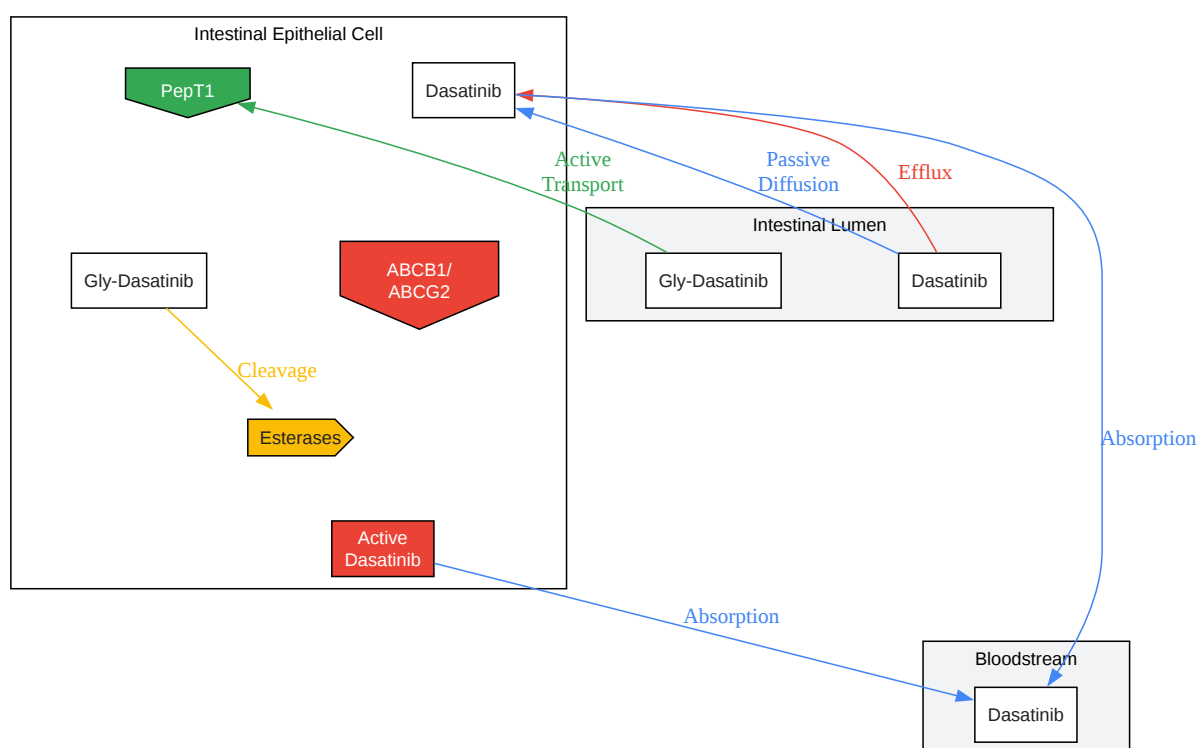 Intestinal Epithelial Cell
PepT1
Dasatinib
Active
Transport
Passive
Diffusion
Efflux
Intestinal Lumen
Gly-Dasatinib
ABCB1/
ABCG2
Gly-Dasatinib
Dasatinib
Cleavage
Esterases
Absorption
Active
Dasatinib
Absorption
Bloodstream
Dasatinib